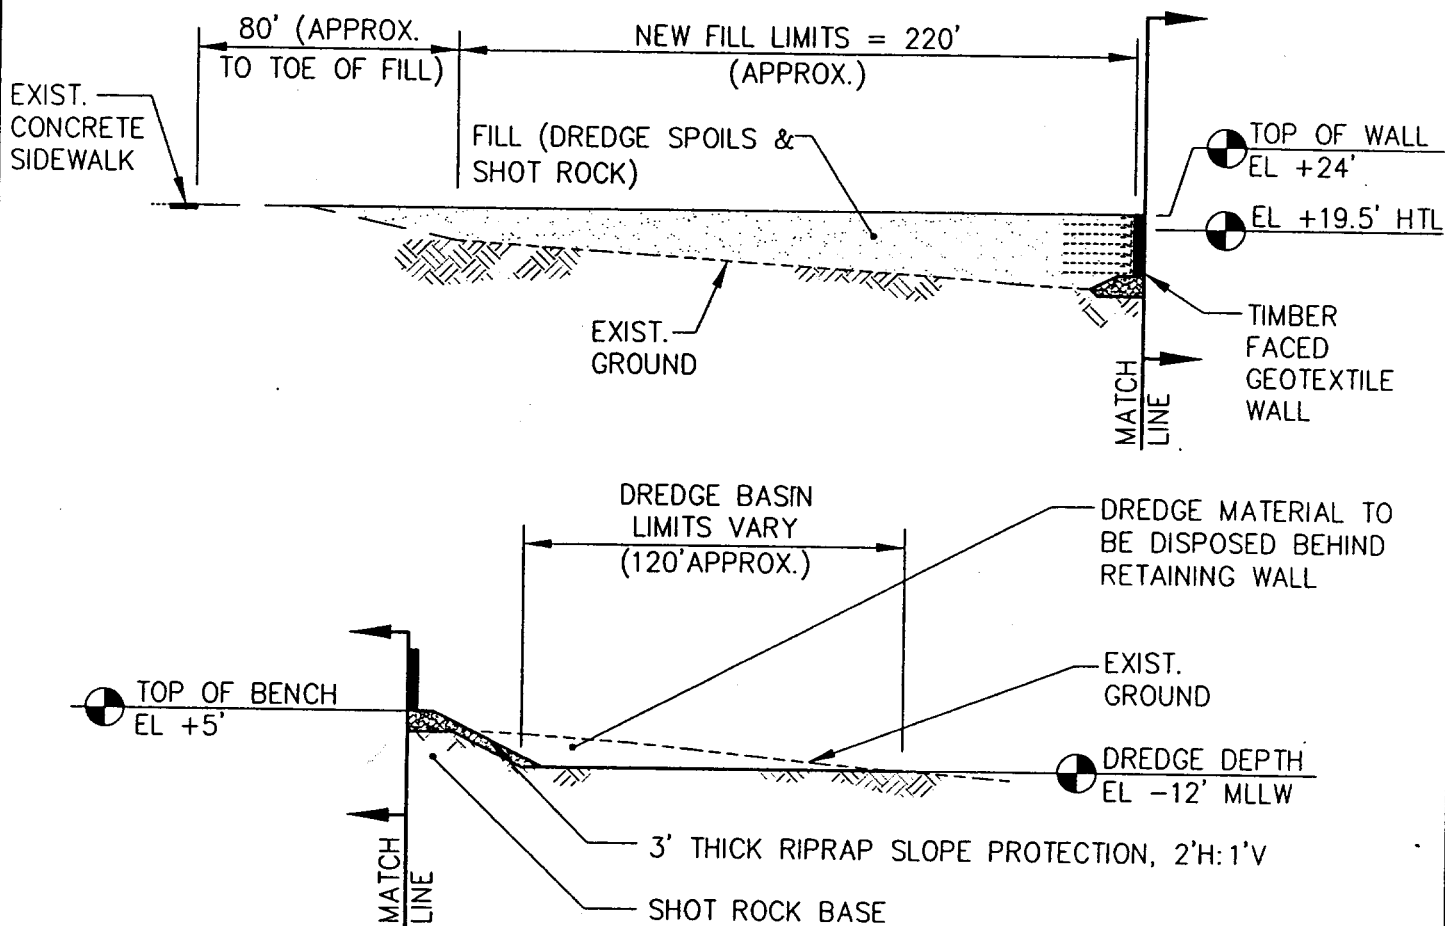 80' (APPROX.
TO TOE OF FILL)
NEW FILL LIMITS = 220'
(APPROX.)
EXIST.
CONCRETE
SIDEWALK
FILL (DREDGE SPOILS &
SHOT ROCK)
TOP OF WALL
EL +24'
EL +19.5' HTL
EXIST.
GROUND
TIMBER
FACED
GEOTEXTILE
WALL
MATCH
LINE
DREDGE BASIN
LIMITS VARY
(120'APPROX.)
DREDGE MATERIAL TO
BE DISPOSED BEHIND
RETAINING WALL
EXIST.
GROUND
TOP OF BENCH
EL +5'
DREDGE DEPTH
EL -12' MLLW
3' THICK RIPRAP SLOPE PROTECTION, 2'H:1'V
SHOT ROCK BASE
MATCH
LINE